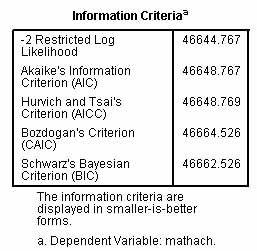 Information Criteriaa
-2 Restricted Log
Likelihood
46644.767
Akaike's Information
Criterion (AIC)
46648.767
Hurvich and Tsai's
Criterion (AICC)
46648.769
Bozdogan's Criterion
(CAIC)
46664.526
Schwarz's Bayesian
Criterion (BIC)
46662.526
The information criteria are
displayed in smaller-is-better
forms.
a. Dependent Variable: mathach.